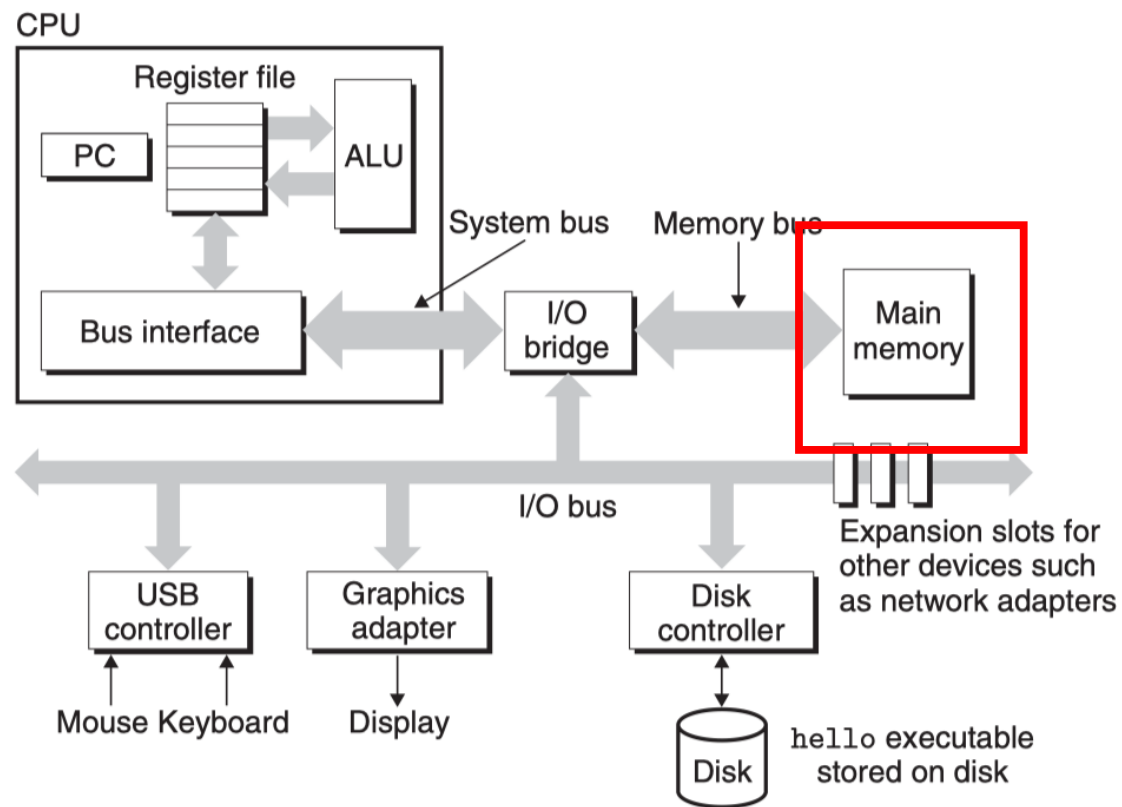 CPU
Register file
PC
ALU
System bus
Memory bus
Bus interface
I/O
bridge
Main
memory
I/O bus
Expansion slots for
other devices such
as network adapters
USB
controller
Graphics
adapter
Disk
controller
Mouse Keyboard
Display
Disk
hello executable
stored on disk